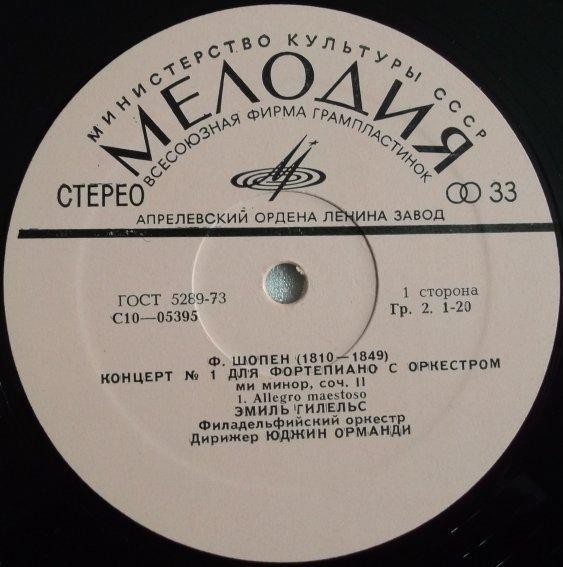 МИНИСТЕРСТВО КУЛЬТУРЫ СССР
МЕЛОДИЯ
ВСЕСОЮЗНАЯ ФИРМА ГРАМПЛАСТИНОК
СТЕРЕО
33
АПРЕЛЕВСКИЙ ОРДЕНА ЛЕНИНА ЗАВОД
ГОСТ 5289-73
С10—05395
1 сторона
Гр. 2. 1-20
Ф. ШОПЕН (1810—1849)
КОНЦЕРТ № 1 ДЛЯ ФОРТЕПИАНО С ОРКЕСТРОМ
ми минор, соч. II
1. Allegro maestoso
ЭМИЛЬ ГИЛЕЛЬС
Филадельфийский оркестр
Дирижер ЮДЖИН ОРМАНДИ